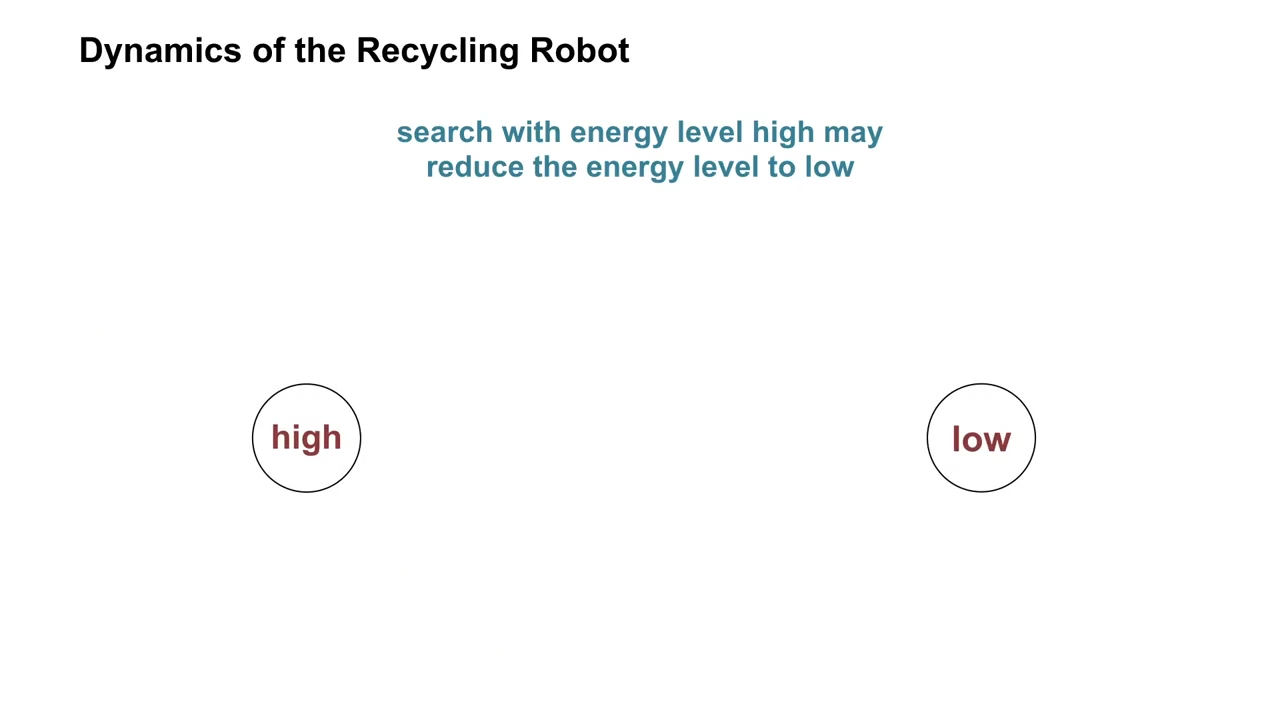 Dynamics of the Recycling Robot
search with energy level high may
reduce the energy level to low
high
low